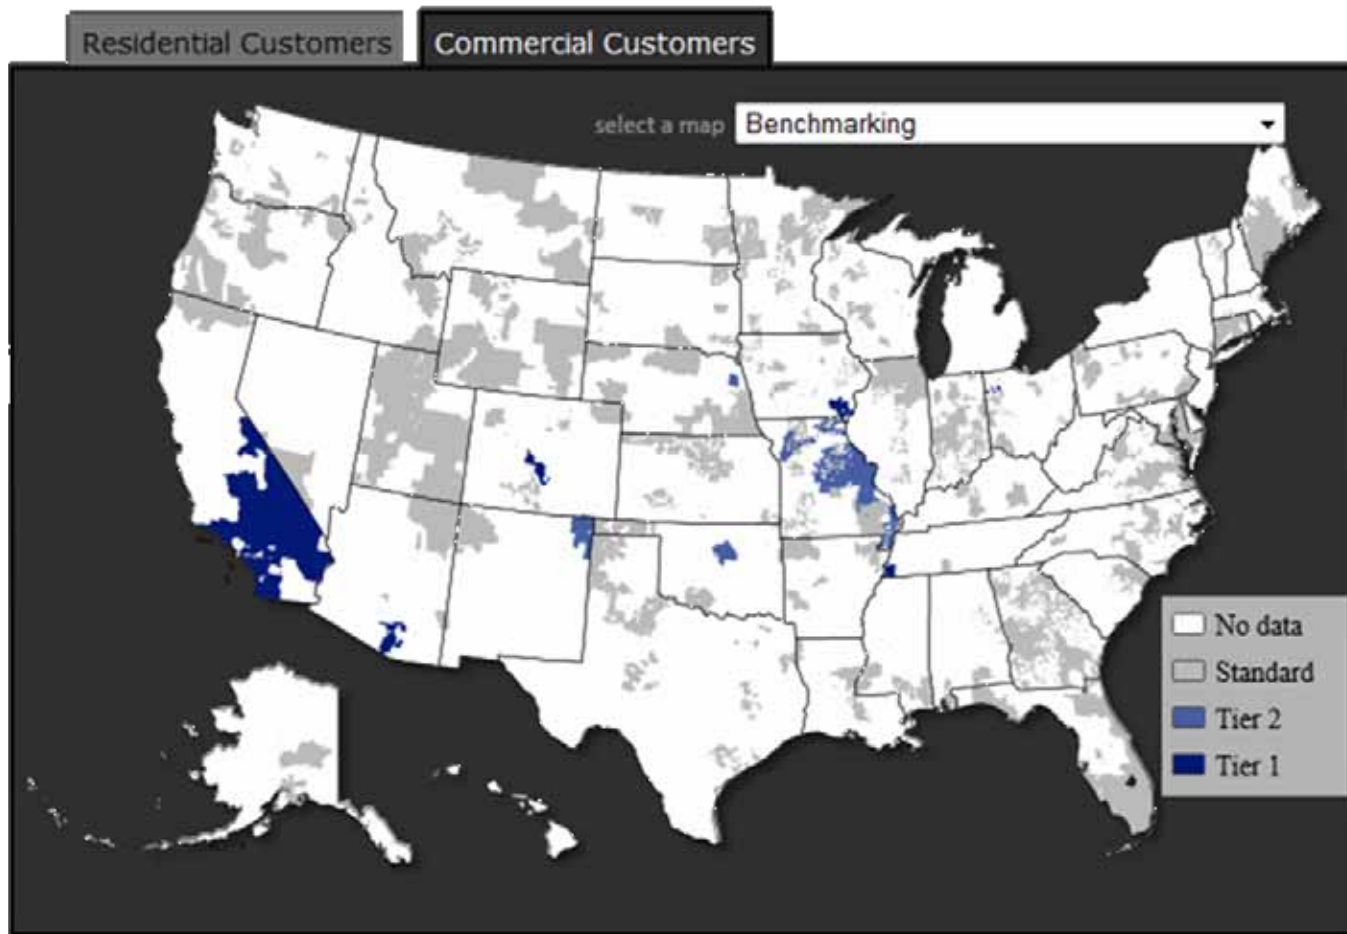 Residential Customers
Commercial Customers
select a map
Benchmarking
No data
Standard
Tier 2
Tier 1